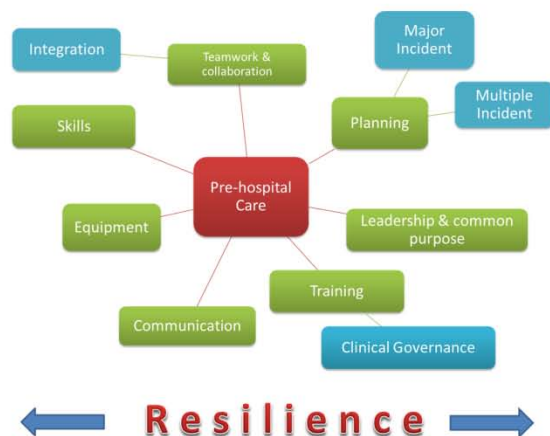 Integration
Teamwork &
collaboration
Major
Incident
Multiple
Incident
Planning
Skills
Pre-hospital
Care
Equipment
Leadership & common
purpose
Training
Communication
Clinical Governance
Resilience